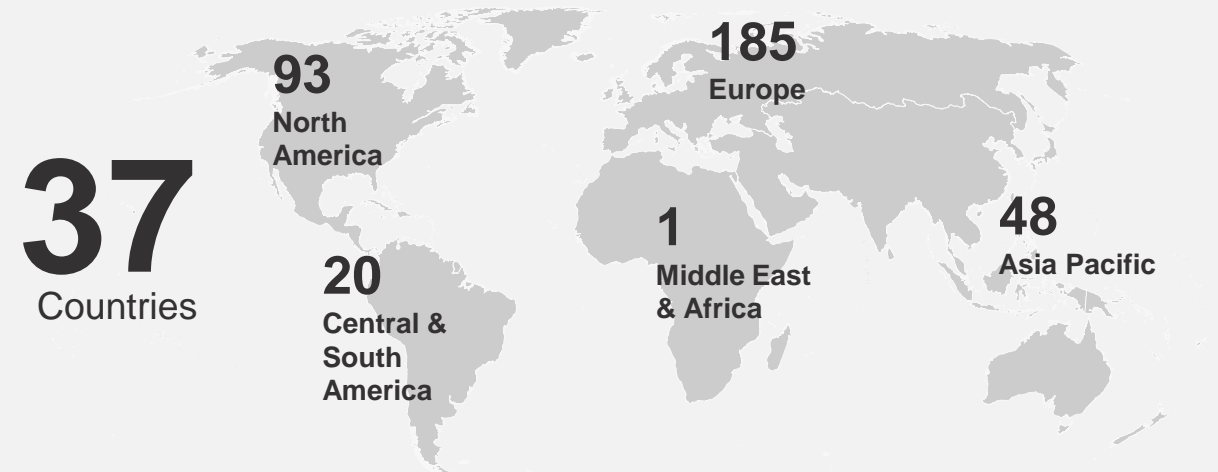 37
Countries
93
North
America
20
Central &
South
America
185
Europe
1
Middle East
& Africa
48
Asia Pacific